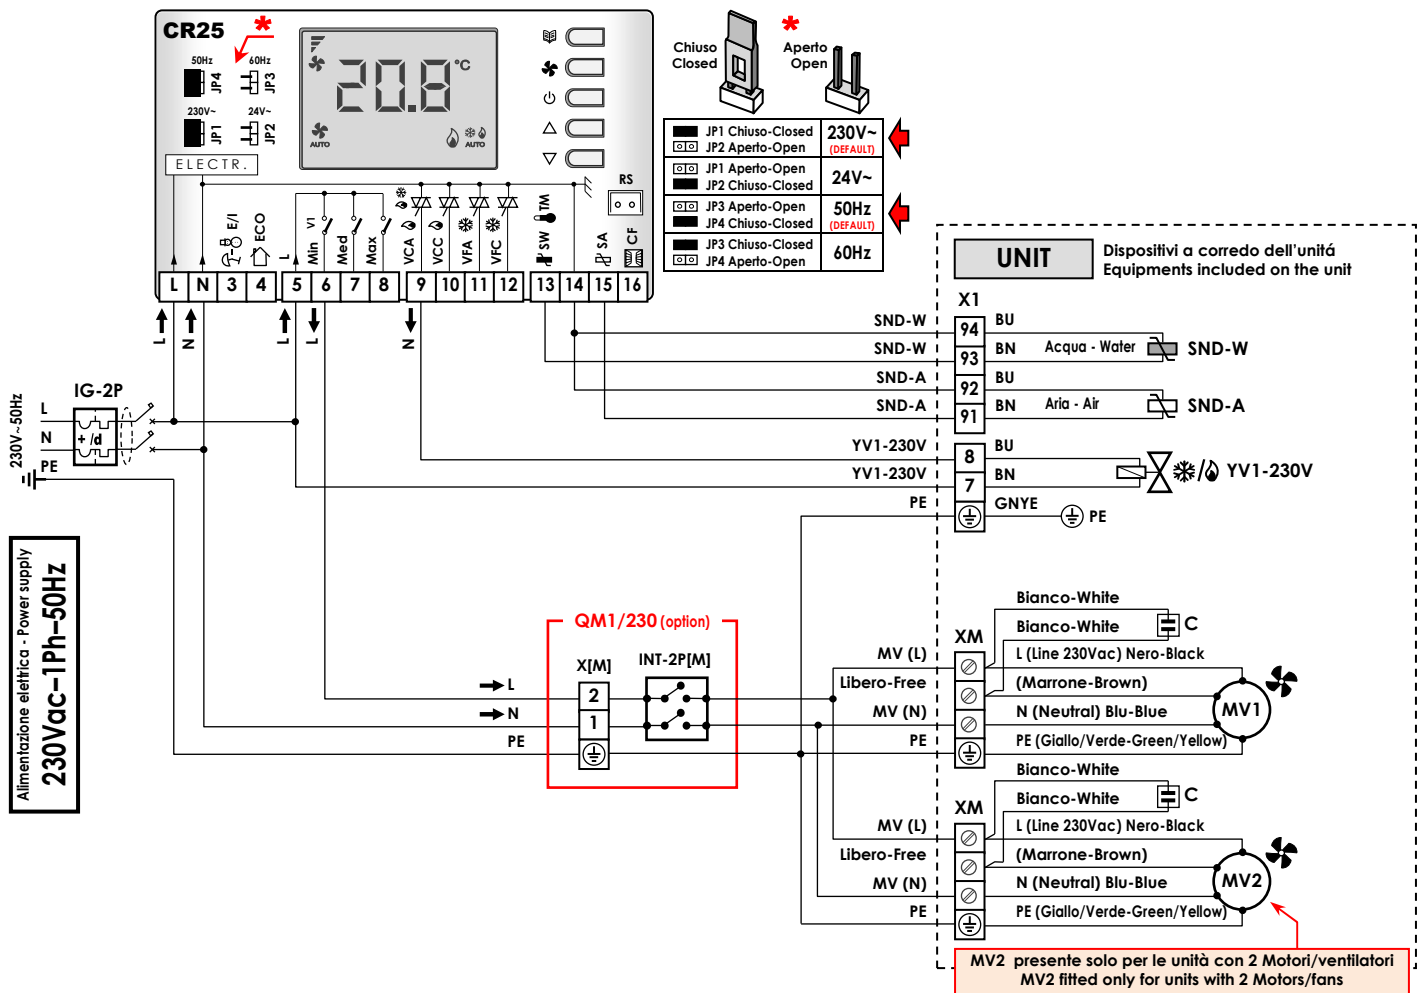 CR25
*
50Hz
JP4
60Hz
JP3
230V~
JP1
24V~
JP2
ELECTR.
20.8 °C
AUTO
AUTO
RS
E/I
ECO
L
Min
V1
Med
Max
VCA
VCC
VFA
VFC
SW
TM
SA
CF
L N 3 4 5 6 7 8 9 10 11 12 13 14 15 16
L
N
L
L
N
Chiuso
Closed
*
Aperto
Open
JP1 Chiuso-Closed
JP2 Aperto-Open
230V~
(DEFAULT)
JP1 Aperto-Open
JP2 Chiuso-Closed
24V~
JP3 Aperto-Open
JP4 Chiuso-Closed
50Hz
(DEFAULT)
JP3 Chiuso-Closed
JP4 Aperto-Open
60Hz
UNIT
Dispositivi a coredo dell'unitá
Equipments included on the unit
X1
SND-W 94 BU
SND-W 93 BN Acqua - Water SND-W
SND-A 92 BU
SND-A 91 BN Aria - Air SND-A
YV1-230V 8 BU
YV1-230V 7 BN YV1-230V
PE GNYE PE
IG-2P
230V~50Hz
L
N
PE
+ /d
Alimentazione elettrica - Power supply
230Vac-1Ph-50Hz
QM1/230 (option)
X[M]
INT-2P[M]
L 2
N 1
PE
XM
Bianco-White
Bianco-White
C
MV (L) L (Line 230Vac) Nero-Black
Libero-Free (Marrone-Brown)
MV (N) N (Neutral) Blu-Blue
PE PE (Giallo/Verde-Green/Yellow)
MV1
XM
Bianco-White
Bianco-White
C
MV (L) L (Line 230Vac) Nero-Black
Libero-Free (Marrone-Brown)
MV (N) N (Neutral) Blu-Blue
PE PE (Giallo/Verde-Green/Yellow)
MV2
MV2 presente solo per le unità con 2 Motori/ventilatori
MV2 fitted only for units with 2 Motors/fans